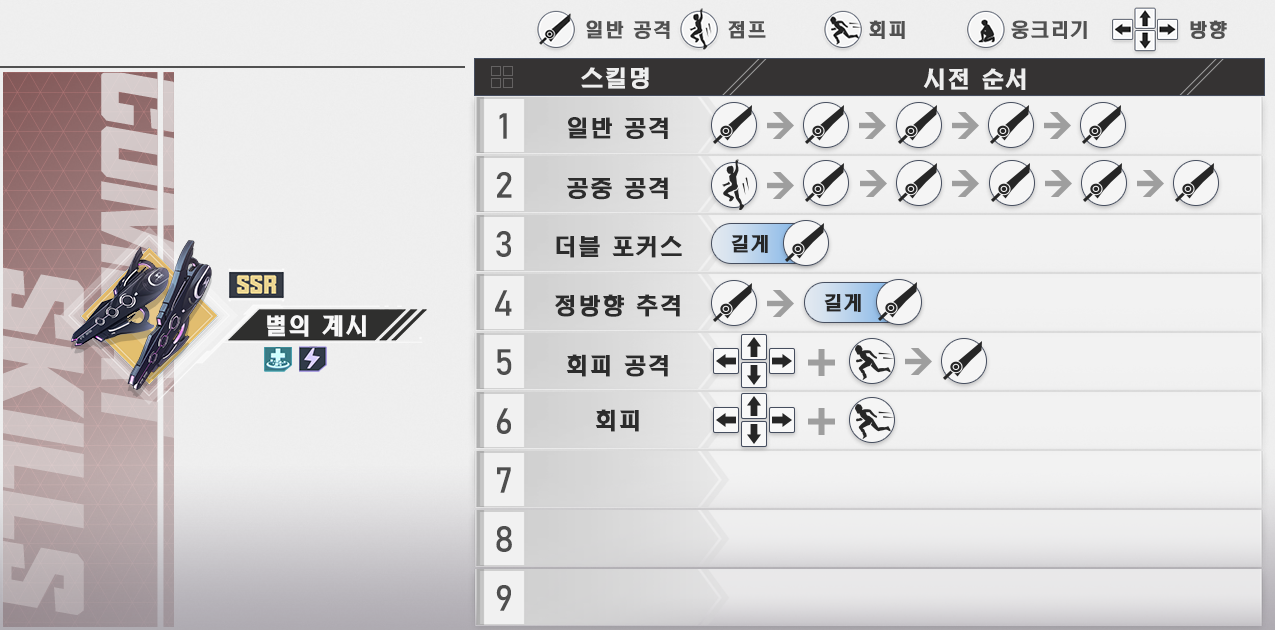 일반 공격 점프 회피 웅크리기 방향
스킬명 시전 순서
COMBAT
SKILLS
SSR
별의 계시
1 일반 공격
2 공중 공격
3 더블 포커스 길게
4 정방향 추격 길게
5 회피 공격
6 회피
7
8
9